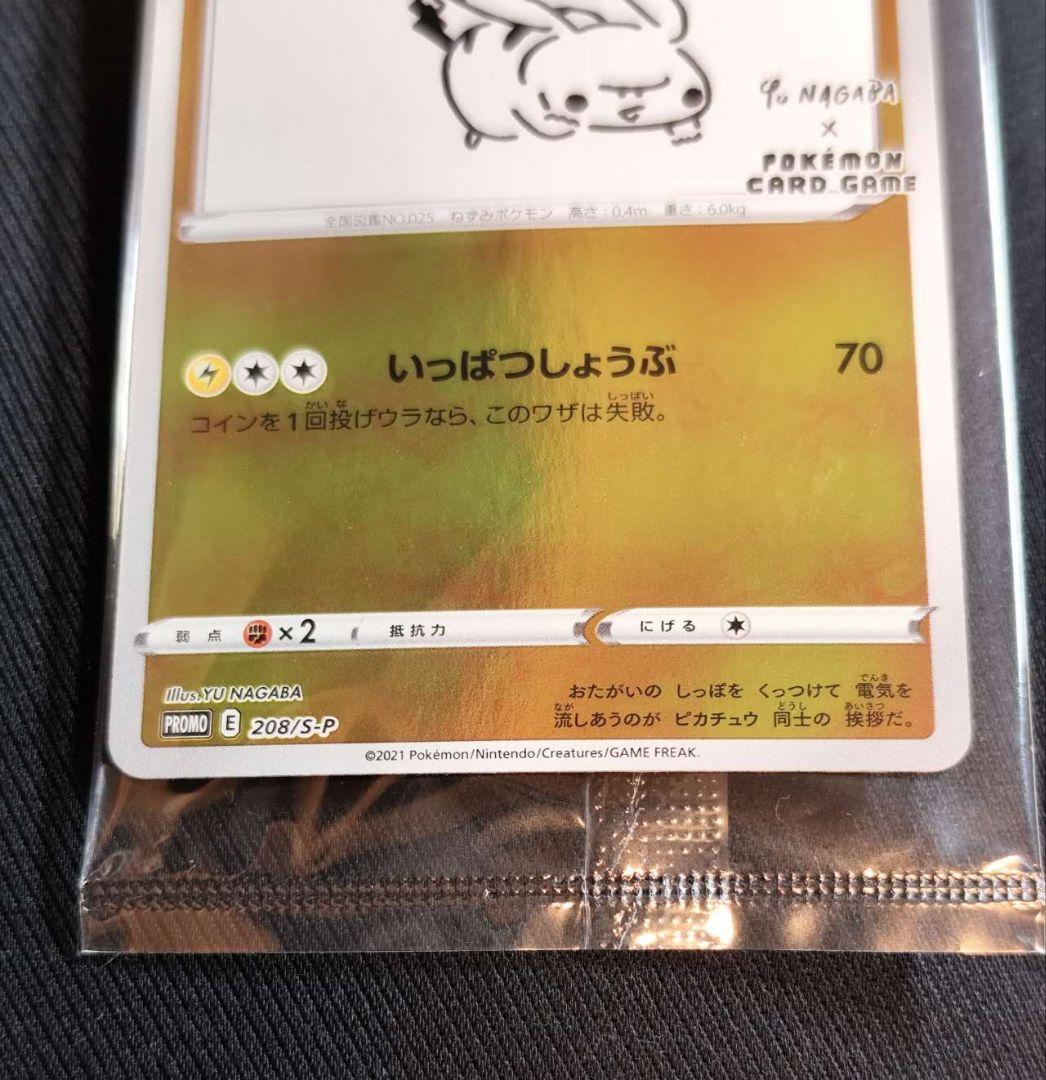 Yu NAGABA
×
POKÉMON
CARD GAME
全国図鑑NO.025 ねずみポケモン 高さ:0.4m 重さ:6.0kg
いっぱつしょうぶ 70
コインを1回投げウラなら、このワザは失敗。
弱点 ×2 抵抗力 にげる
Illus. YU NAGABA
PROMO E 208/S-P
おたがいの しっぽを くっつけて 電気を
流しあうのが ピカチュウ 同士の 挨拶だ。
©2021 Pokémon/Nintendo/Creatures/GAME FREAK.